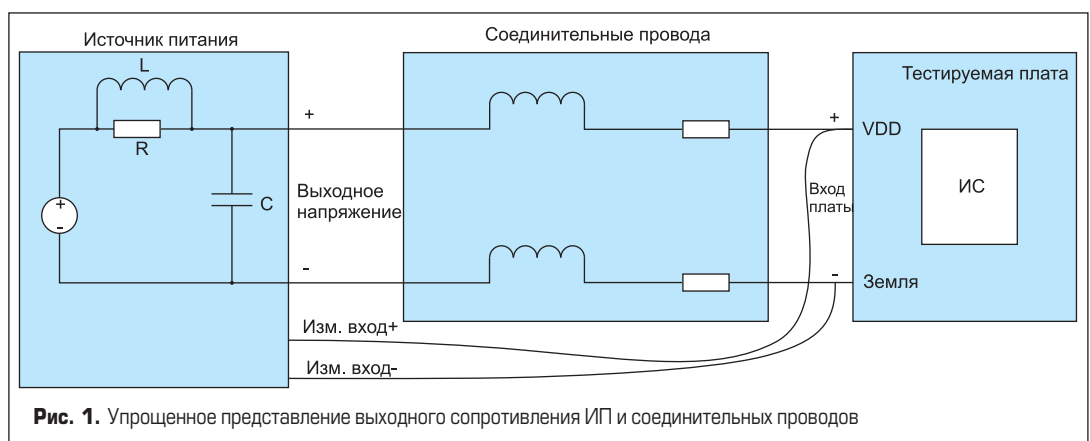 Источник питания
Соединительные провода
Тестируемая плата
L
R
C
+
-
+
Выходное
напряжение
-
+
VDD
Вход
платы
ИС
-
Земля
Изм. вход+
Изм. вход-
Рис. 1. Упрощенное представление выходного сопротивления ИП и соединительных проводов